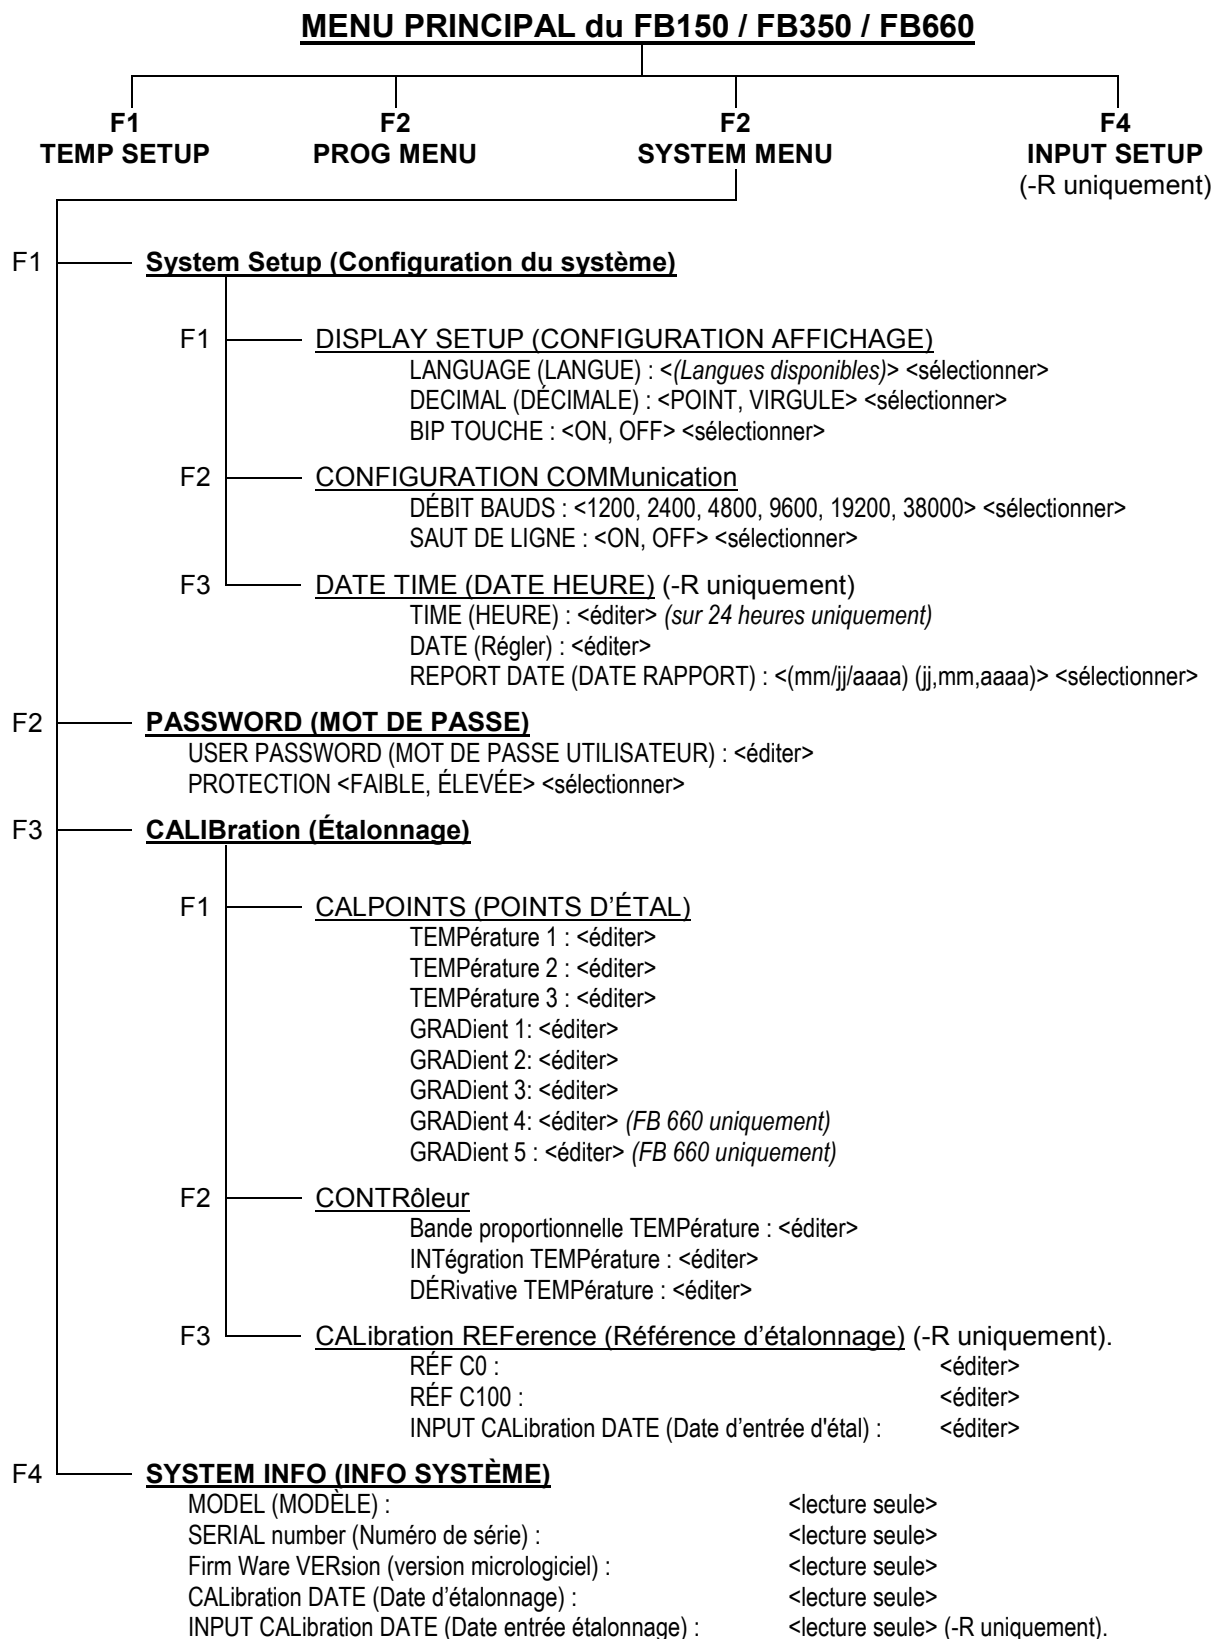 MENU PRINCIPAL du FB150 / FB350 / FB660
F1 F2 F2 F4
TEMP SETUP PROG MENU SYSTEM MENU INPUT SETUP
(-R uniquement)
F1 System Setup (Configuration du système)
F1 DISPLAY SETUP (CONFIGURATION AFFICHAGE)
LANGUAGE (LANGUE) : <(Langues disponibles)> <sélectionner>
DECIMAL (DÉCIMALE) : <POINT, VIRGULE> <sélectionner>
BIP TOUCHE : <ON, OFF> <sélectionner>
F2 CONFIGURATION COMMunication
DÉBIT BAUDS : <1200, 2400, 4800, 9600, 19200, 38000> <sélectionner>
SAUT DE LIGNE : <ON, OFF> <sélectionner>
F3 DATE TIME (DATE HEURE) (-R uniquement)
TIME (HEURE) : <éditer> (sur 24 heures uniquement)
DATE (Régler) : <éditer>
REPORT DATE (DATE RAPPORT) : <(mm/jj/aaaa) (jj,mm,aaaa)> <sélectionner>
F2 PASSWORD (MOT DE PASSE)
USER PASSWORD (MOT DE PASSE UTILISATEUR) : <éditer>
PROTECTION <FAIBLE, ÉLEVÉE> <sélectionner>
F3 CALIBration (Étalonnage)
F1 CALPOINTS (POINTS D’ÉTAL)
TEMPérature 1 : <éditer>
TEMPérature 2 : <éditer>
TEMPérature 3 : <éditer>
GRADient 1: <éditer>
GRADient 2: <éditer>
GRADient 3: <éditer>
GRADient 4: <éditer> (FB 660 uniquement)
GRADient 5 : <éditer> (FB 660 uniquement)
F2 CONTRôleur
Bande proportionnelle TEMPérature : <éditer>
INTégration TEMPérature : <éditer>
DÉRivative TEMPérature : <éditer>
F3 CALibration REFerence (Référence d’étalonnage) (-R uniquement).
RÉF C0 : <éditer>
RÉF C100 : <éditer>
INPUT CALibration DATE (Date d’entrée d'étal) : <éditer>
F4 SYSTEM INFO (INFO SYSTÈME)
MODEL (MODÈLE) : <lecture seule>
SERIAL number (Numéro de série) : <lecture seule>
Firm Ware VERsion (version micrologiciel) : <lecture seule>
CALibration DATE (Date d’étalonnage) : <lecture seule>
INPUT CALibration DATE (Date entrée étalonnage) : <lecture seule> (-R uniquement).